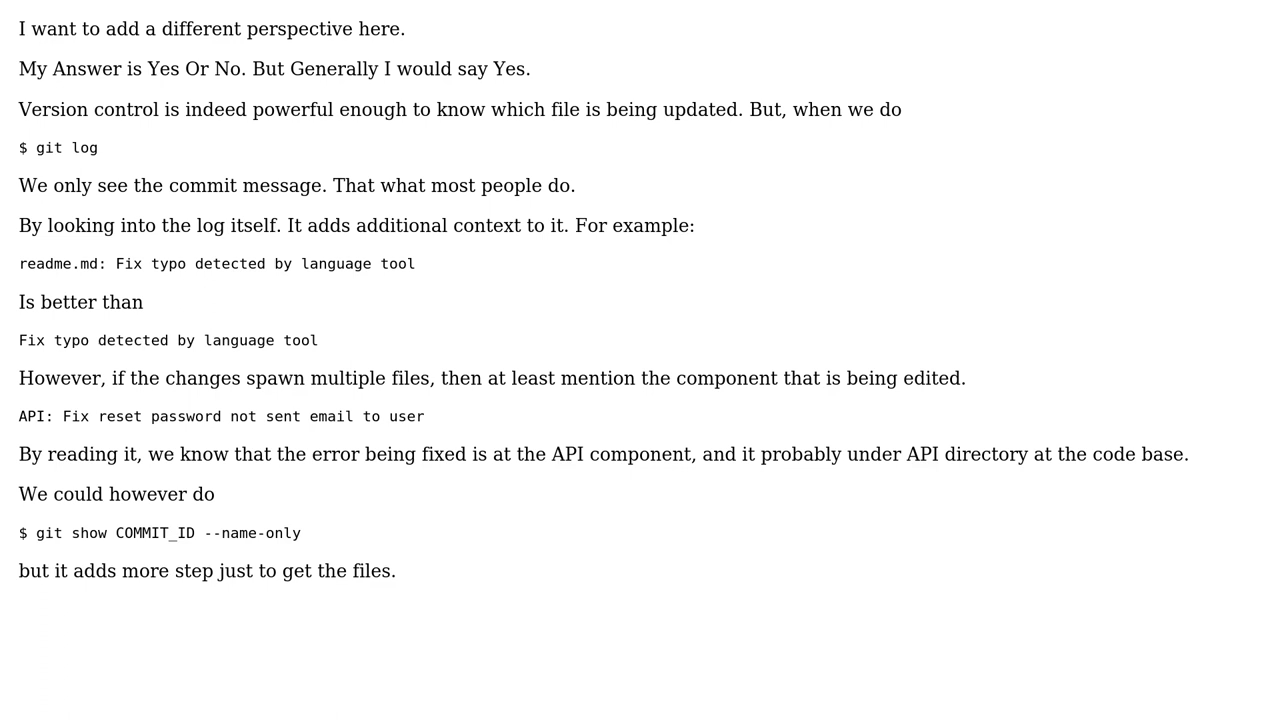 I want to add a different perspective here.
My Answer is Yes Or No. But Generally I would say Yes.
Version control is indeed powerful enough to know which file is being updated. But, when we do
$ git log
We only see the commit message. That what most people do.
By looking into the log itself. It adds additional context to it. For example:
readme.md: Fix typo detected by language tool
Is better than
Fix typo detected by language tool
However, if the changes spawn multiple files, then at least mention the component that is being edited.
API: Fix reset password not sent email to user
By reading it, we know that the error being fixed is at the API component, and it probably under API directory at the code base.
We could however do
$ git show COMMIT_ID --name-only
but it adds more step just to get the files.